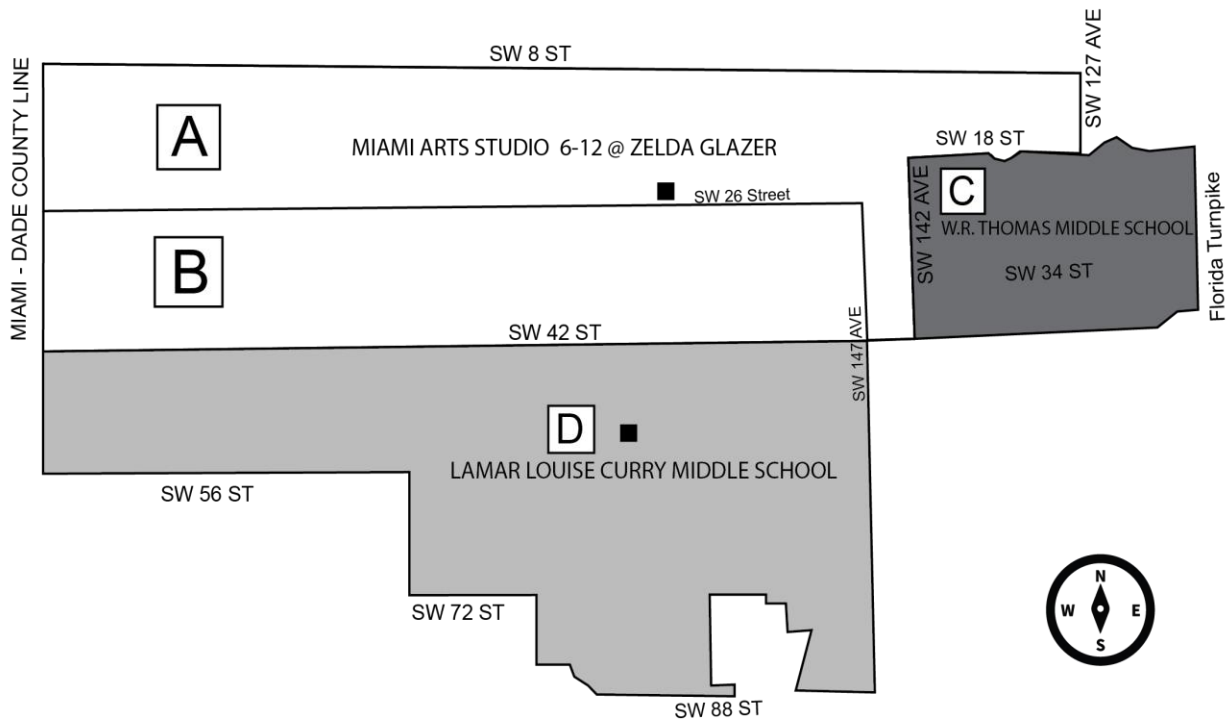 SW 8 ST
SW 127 AVE
MIAMI - DADE COUNTY LINE
A
MIAMI ARTS STUDIO 6-12 @ ZELDA GLAZER
SW 18 ST
SW 26 Street
SW 142 AVE
C
W.R. THOMAS MIDDLE SCHOOL
SW 34 ST
Florida Turnpike
B
SW 42 ST
SW 147 AVE
D
LAMAR LOUISE CURRY MIDDLE SCHOOL
SW 56 ST
SW 72 ST
SW 88 ST
N
W
E
S